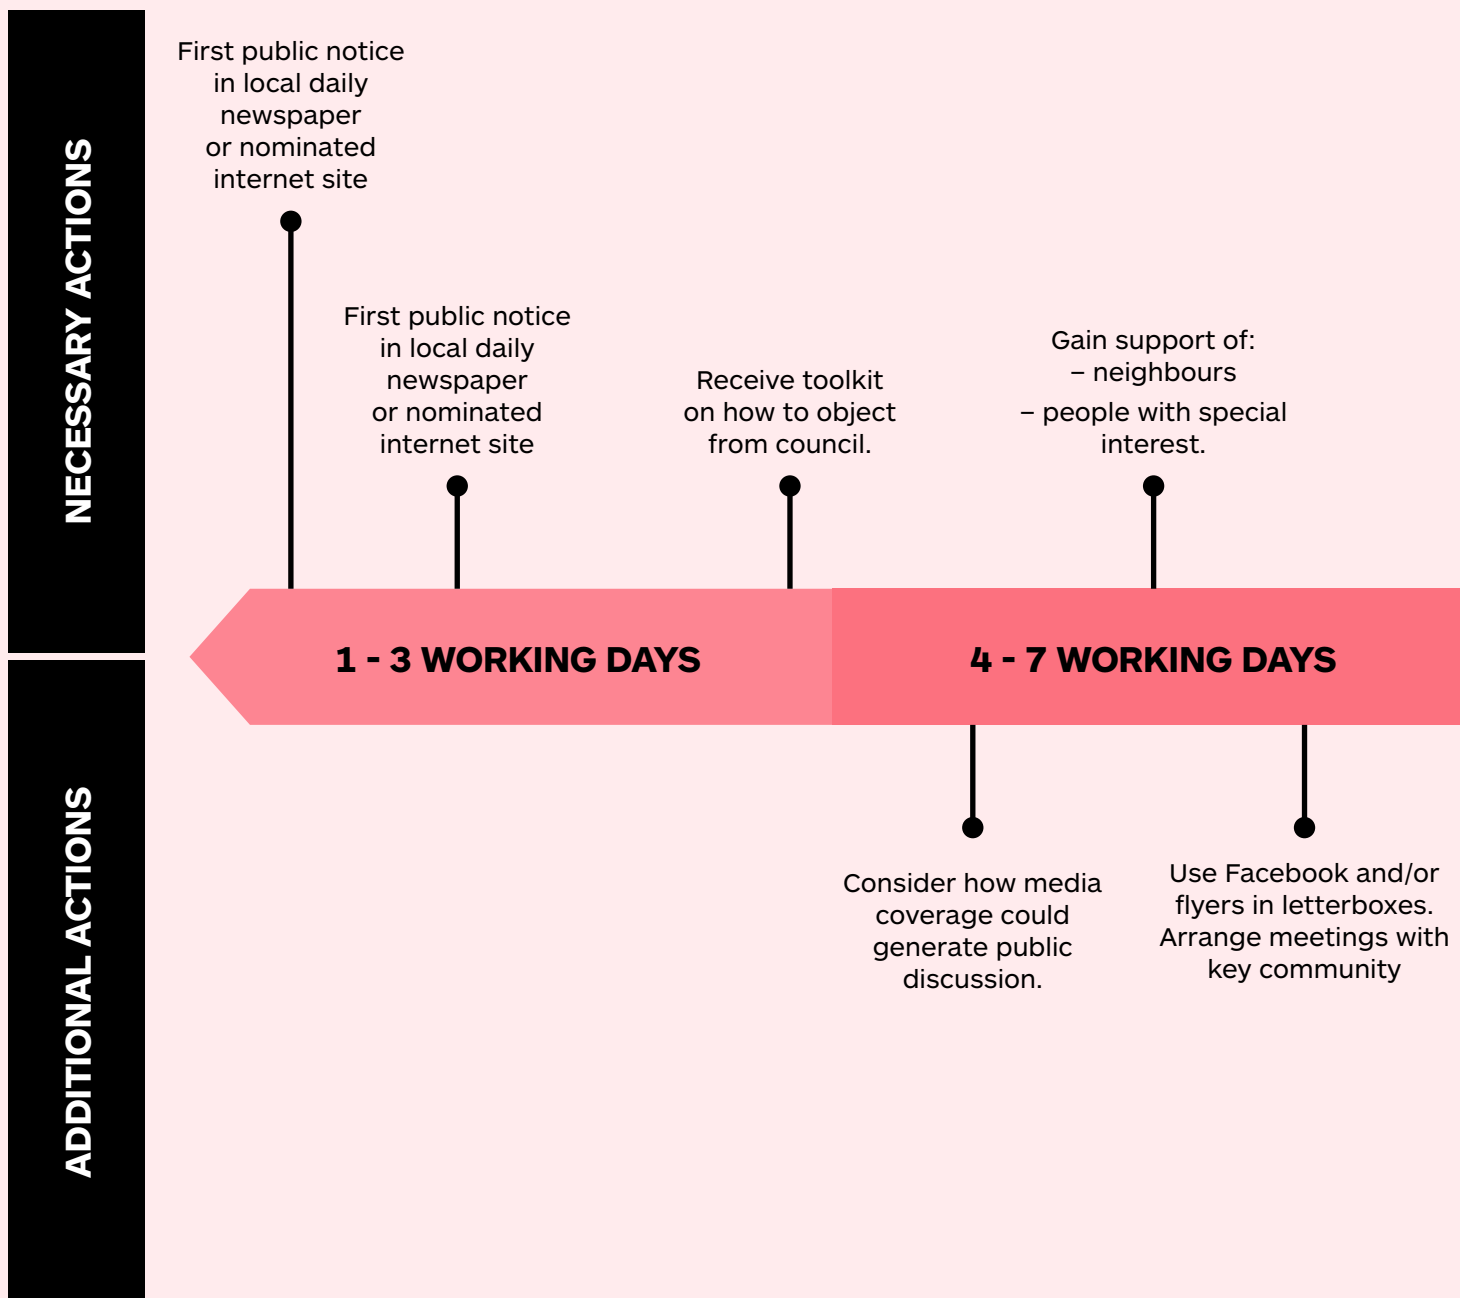 NECESSARY ACTIONS
First public notice
in local daily
newspaper
or nominated
internet site
First public notice
in local daily
newspaper
or nominated
internet site
Receive toolkit
on how to object
from council.
Gain support of:
– neighbours
– people with special
interest.
1 - 3 WORKING DAYS
4 - 7 WORKING DAYS
ADDITIONAL ACTIONS
Consider how media
coverage could
generate public
discussion.
Use Facebook and/or
flyers in letterboxes.
Arrange meetings with
key community